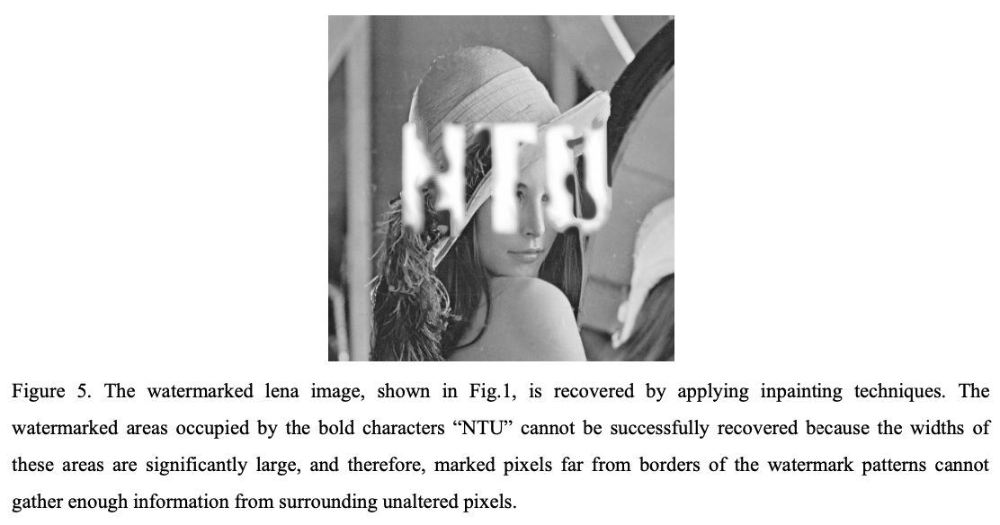 NTU
Figure 5. The watermarked lena image, shown in Fig.1, is recovered by applying inpainting techniques. The
watermarked areas occupied by the bold characters “NTU” cannot be successfully recovered because the widths of
these areas are significantly large, and therefore, marked pixels far from borders of the watermark patterns cannot
gather enough information from surrounding unaltered pixels.